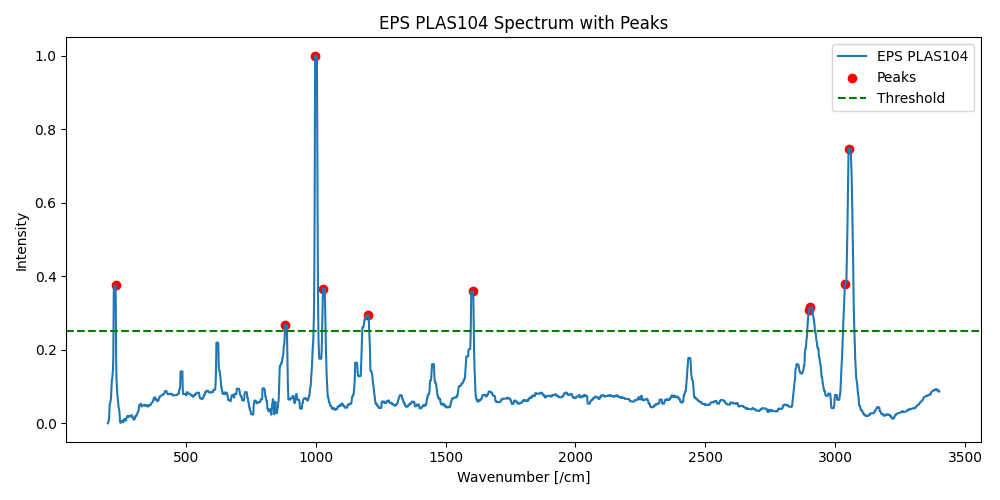 EPS PLAS104 Spectrum with Peaks
EPS PLAS104
Peaks
Threshold
Intensity
1.0
0.8
0.6
0.4
0.2
0.0
500 1000 1500 2000 2500 3000 3500
Wavenumber [/cm]